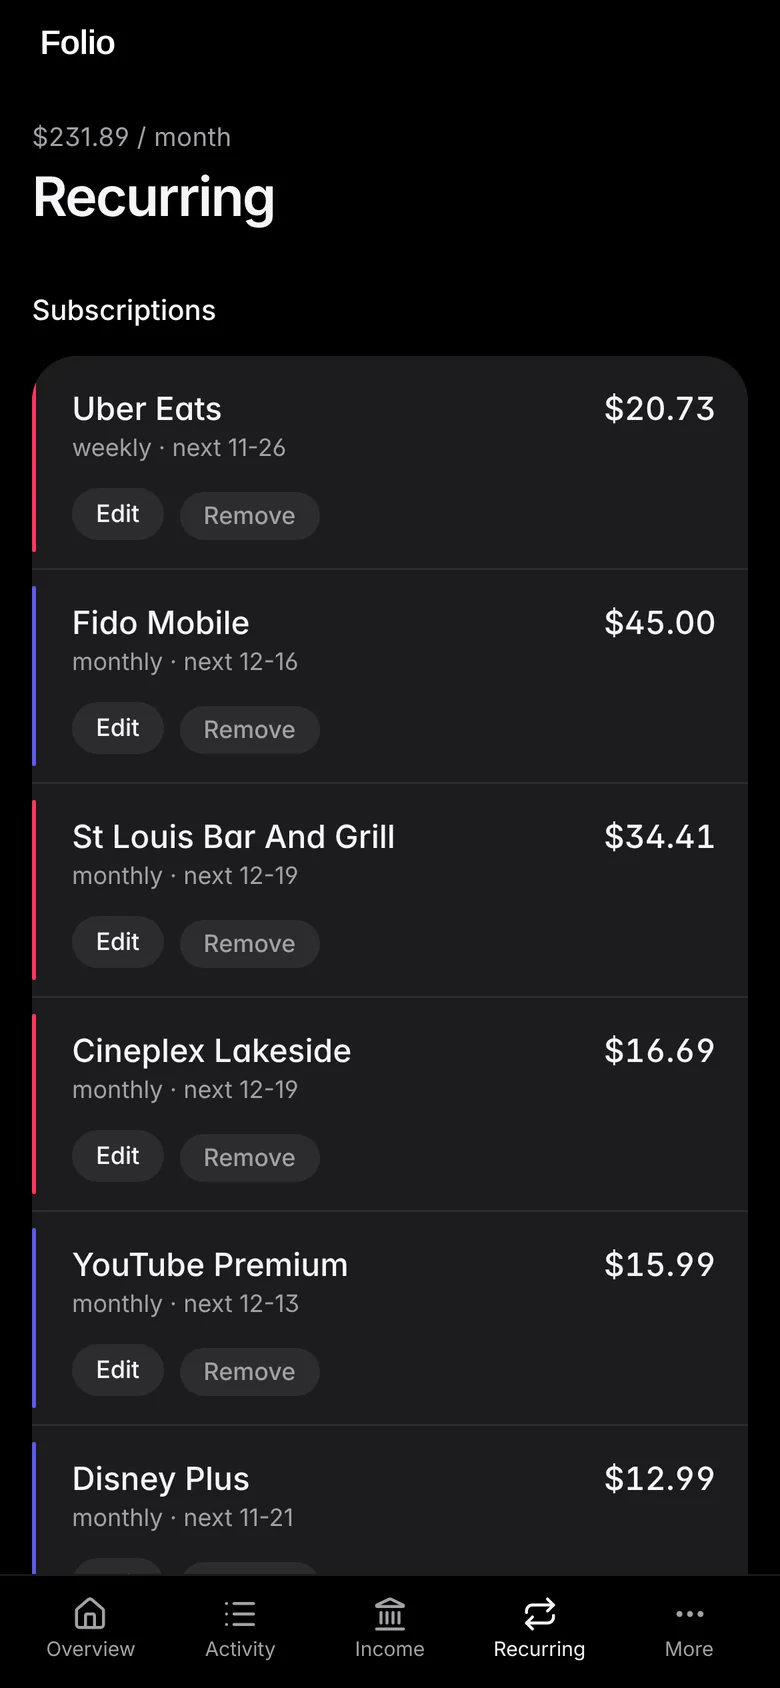 Folio
$231.89 / month
Recurring
Subscriptions
Uber Eats $20.73
weekly · next 11-26
Edit Remove
Fido Mobile $45.00
monthly · next 12-16
Edit Remove
St Louis Bar And Grill $34.41
monthly · next 12-19
Edit Remove
Cineplex Lakeside $16.69
monthly · next 12-19
Edit Remove
YouTube Premium $15.99
monthly · next 12-13
Edit Remove
Disney Plus $12.99
monthly · next 11-21
Overview Activity Income Recurring More